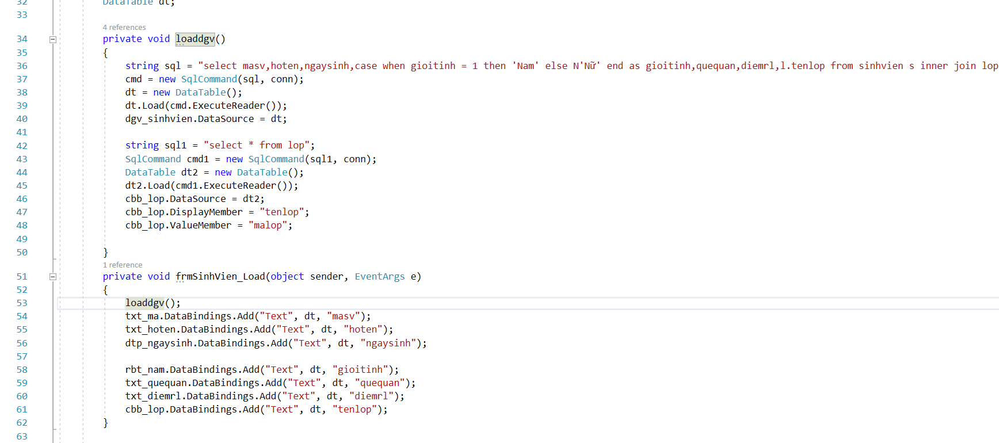 32 DataTable dt;
33
4 references
34 private void loaddgv()
35 {
36 string sql = "select masv,hoten,ngaysinh,case when gioitinh = 1 then 'Nam' else N'Nữ' end as gioitinh,quequan,diemrl,l.tenlop from sinhvien s inner join lop
37 cmd = new SqlCommand(sql, conn);
38 dt = new DataTable();
39 dt.Load(cmd.ExecuteReader());
40 dgv_sinhvien.DataSource = dt;
41
42 string sql1 = "select * from lop";
43 SqlCommand cmd1 = new SqlCommand(sql1, conn);
44 DataTable dt2 = new DataTable();
45 dt2.Load(cmd1.ExecuteReader());
46 cbb_lop.DataSource = dt2;
47 cbb_lop.DisplayMember = "tenlop";
48 cbb_lop.ValueMember = "malop";
49
50 }
1 reference
51 private void frmSinhVien_Load(object sender, EventArgs e)
52 {
53 loaddgv();
54 txt_ma.DataBindings.Add("Text", dt, "masv");
55 txt_hoten.DataBindings.Add("Text", dt, "hoten");
56 dtp_ngaysinh.DataBindings.Add("Text", dt, "ngaysinh");
57
58 rbt_nam.DataBindings.Add("Text", dt, "gioitinh");
59 txt_quequan.DataBindings.Add("Text", dt, "quequan");
60 txt_diemrl.DataBindings.Add("Text", dt, "diemrl");
61 cbb_lop.DataBindings.Add("Text", dt, "tenlop");
62 }
63